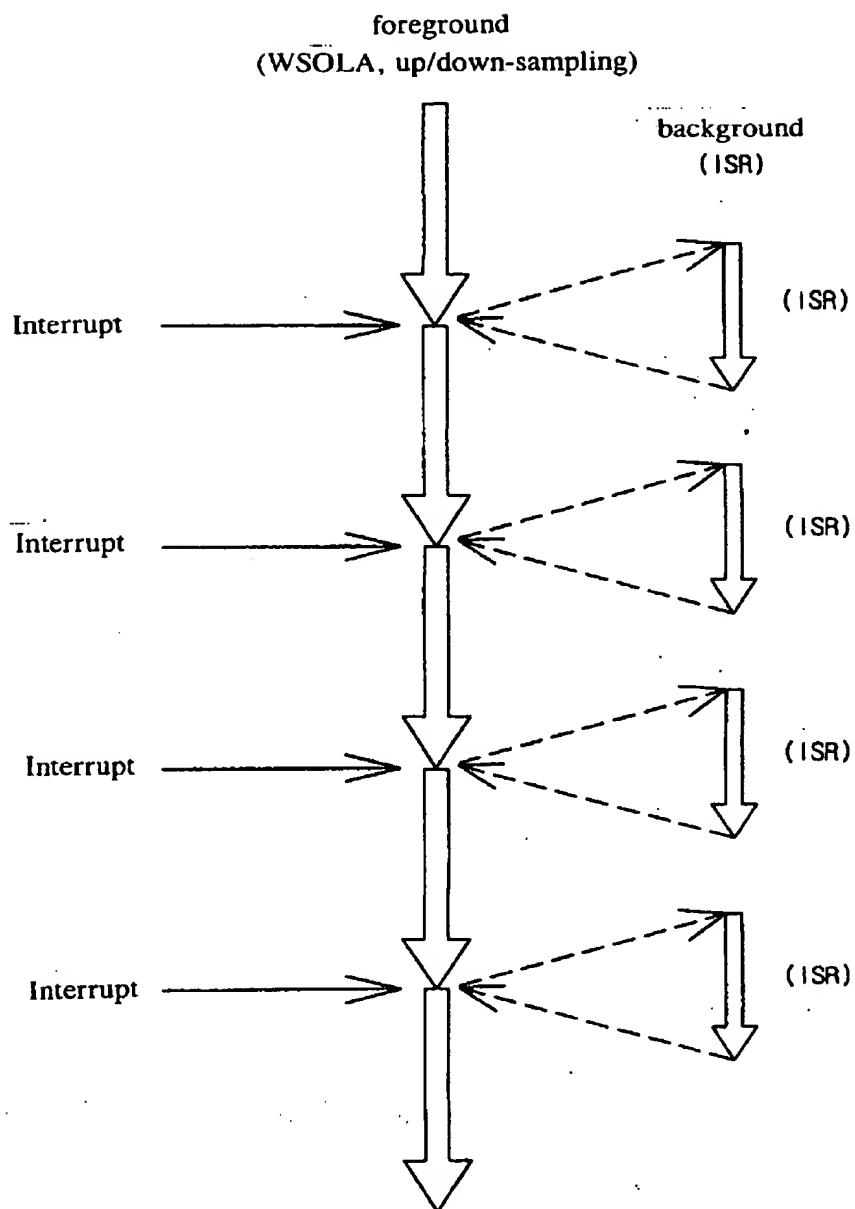 foreground
(WSOLA, up/down-sampling)
background
(ISR)
Interrupt
(ISR)
Interrupt
(ISR)
Interrupt
(ISR)
Interrupt
(ISR)